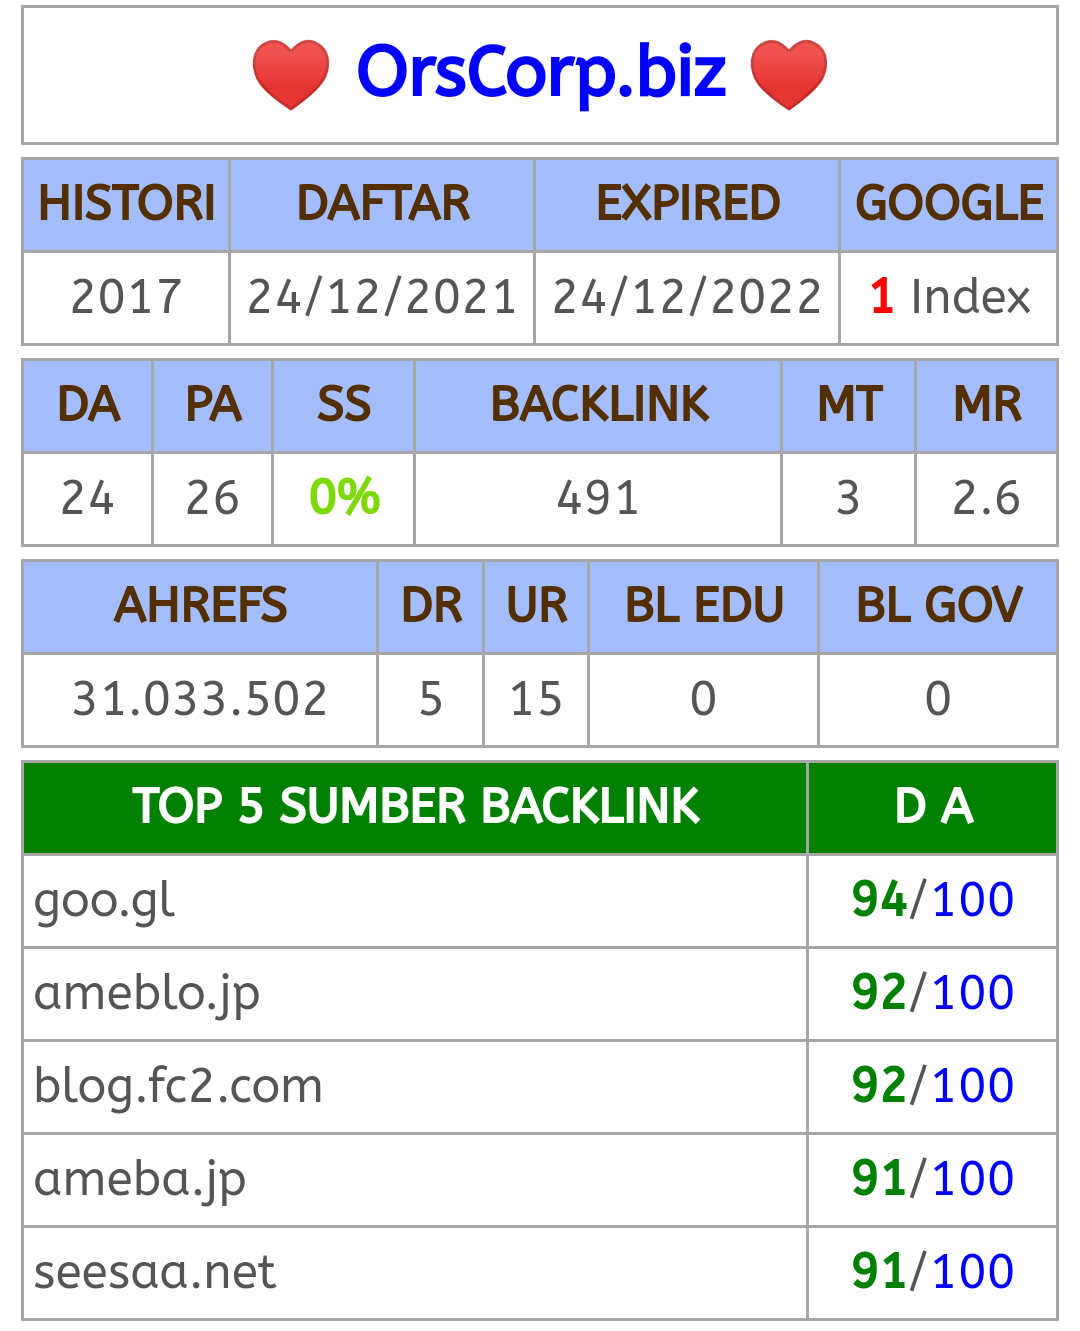 ❤️ OrsCorp.biz ❤️
HISTORI DAFTAR EXPIRED GOOGLE
2017 24/12/2021 24/12/2022 1 Index
DA PA SS BACKLINK MT MR
24 26 0% 491 3 2.6
AHREFS DR UR BL EDU BL GOV
31.033.502 5 15 0 0
TOP 5 SUMBER BACKLINK D A
goo.gl 94/100
ameblo.jp 92/100
blog.fc2.com 92/100
ameba.jp 91/100
seesaa.net 91/100